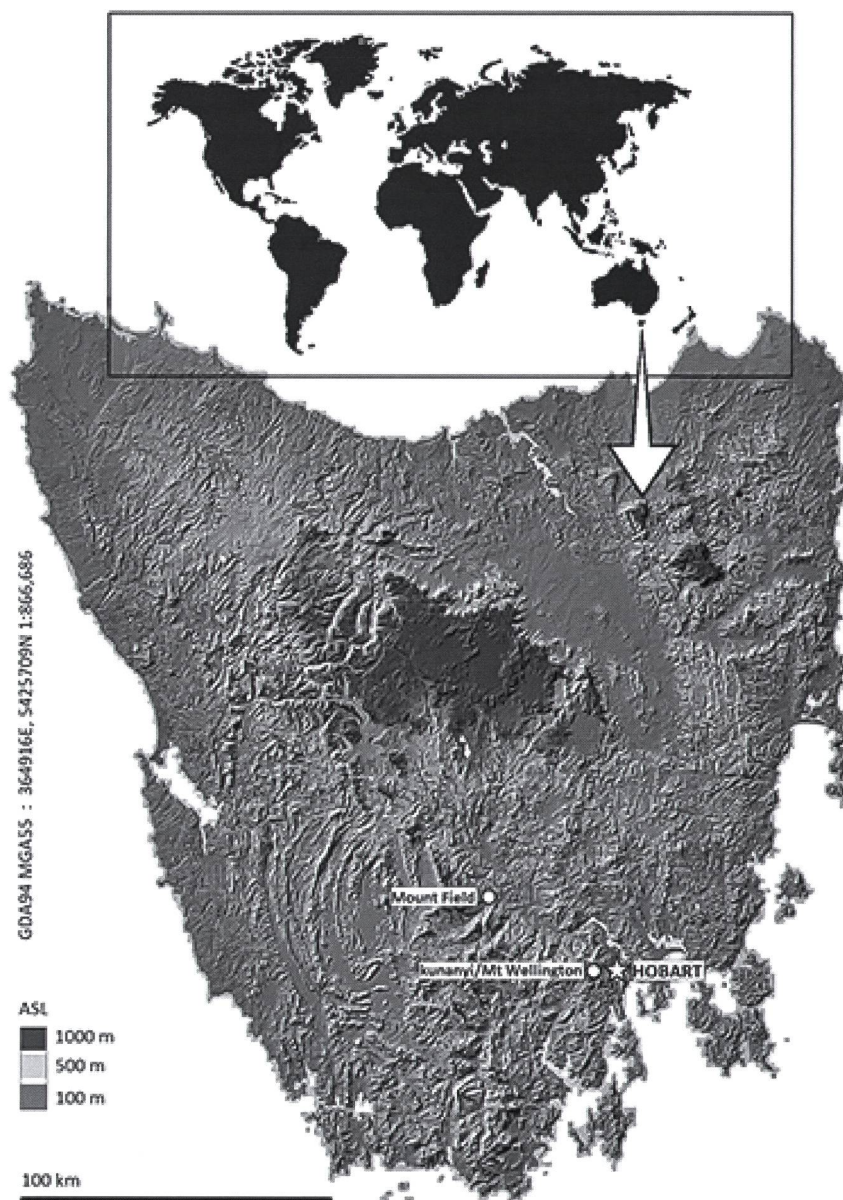 GDA94 MGA55 : 364916E, 5425709N 1:866,686
Mount Field
kunanyi/Mt Wellington
HOBART
ASL
1000 m
500 m
100 m
100 km